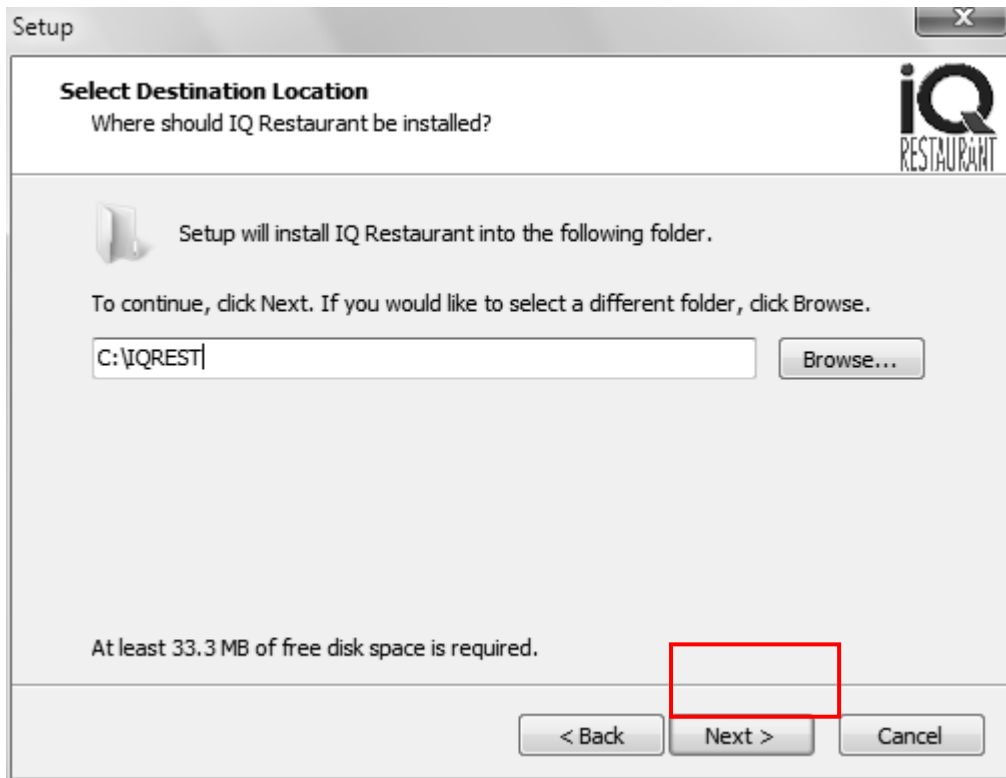 Setup
X
Select Destination Location
Where should IQ Restaurant be installed?
iQ
RESTAURANT
Setup will install IQ Restaurant into the following folder.
To continue, click Next. If you would like to select a different folder, click Browse.
C:\IQREST
Browse...
At least 33.3 MB of free disk space is required.
< Back
Next >
Cancel